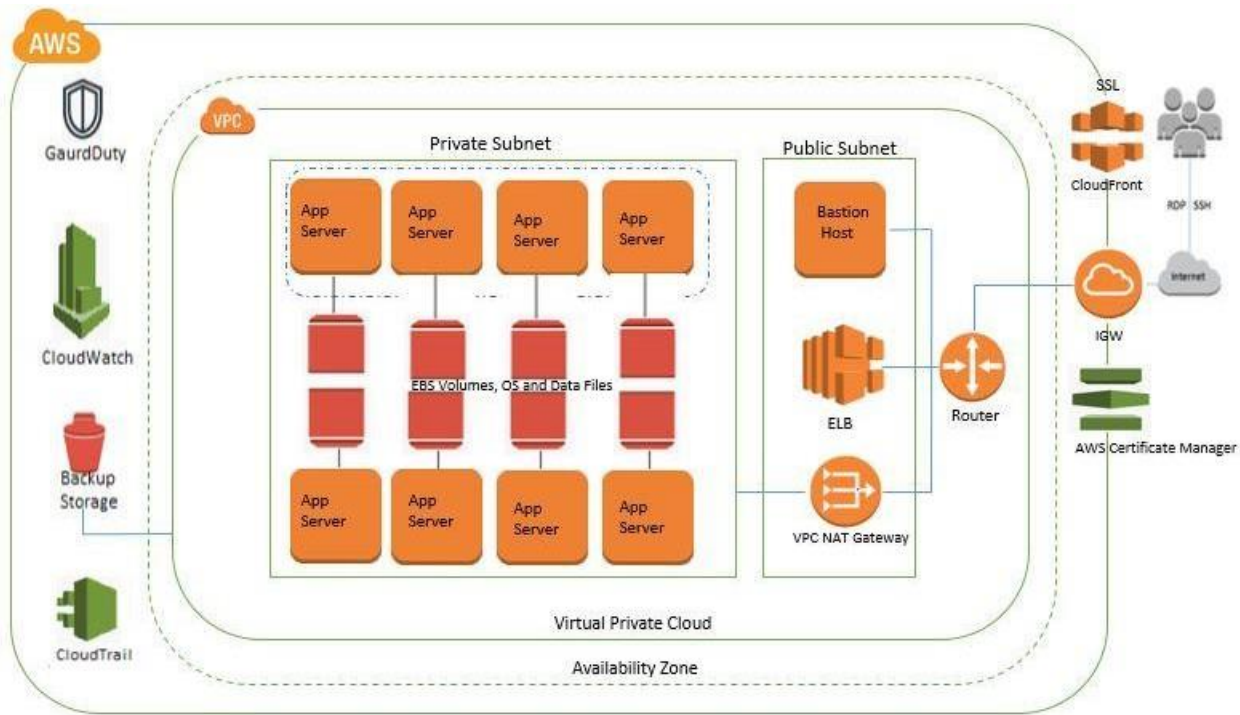 AWS
GaurdDuty
CloudWatch
Backup
Storage
CloudTrail
VPC
Private Subnet
App
Server
App
Server
App
Server
App
Server
EBS Volumes, OS and Data Files
App
Server
App
Server
App
Server
App
Server
Public Subnet
Bastion
Host
ELB
VPC NAT Gateway
Router
Virtual Private Cloud
Availability Zone
SSL
CloudFront
RDP SSH
Internet
IGW
AWS Certificate Manager